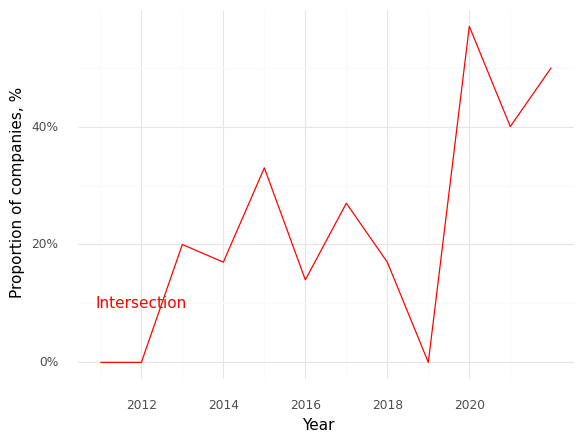 Proportion of companies, %
40%
20%
0%
Intersection
2012 2014 2016 2018 2020
Year